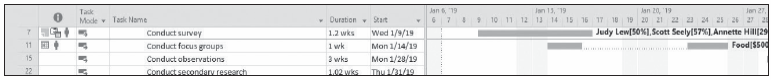 Task Mode Task Name Duration Start
Jan 6, '19 Jan 13, '19 Jan 20, '19 Jan 27,
6 7 8 9 10 11 12 13 14 15 16 17 18 19 20 21 22 23 24 25 26 27 28
7 Conduct survey 1.2 wks Wed 1/9/19 Judy Lew[50%],Scott Seely[57%],Annette Hill[29
11 Conduct focus groups 1 wk Mon 1/14/19 Food[$500
15 Conduct observations 3 wks Mon 1/28/19
22 Conduct secondary research 1.02 wks Thu 1/31/19